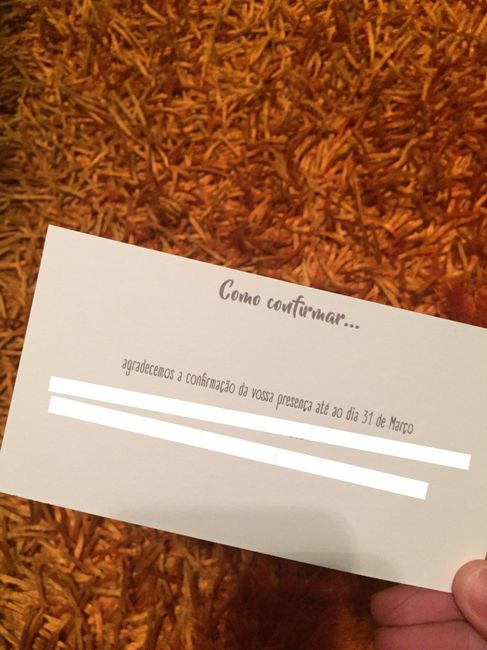 Como confirmar...
agradecemos a confirmação da vossa presença até ao dia 31 de Março